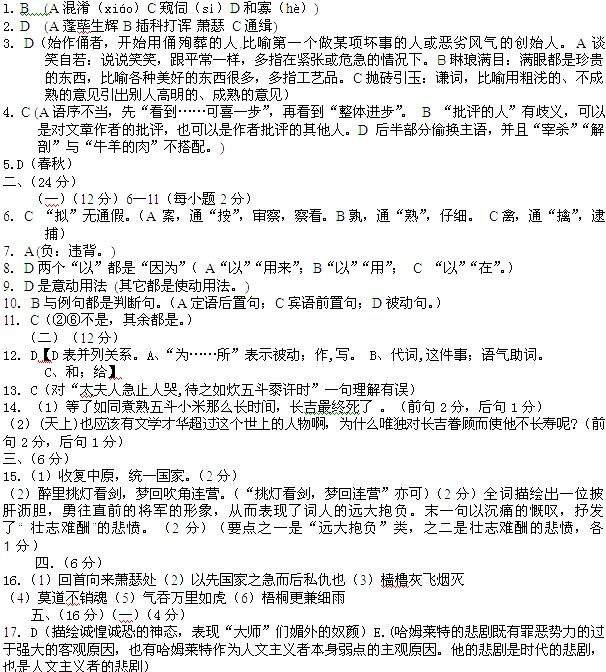 1. B （A混淆（xiáo）C觊伺（sì）D和寡（hè））
2. D （A蓬荜生辉 B插科打诨 萧瑟 C通缉）
3. D（始作俑者，开始用俑殉葬的人.比喻第一个做某项坏事的人或恶劣风气的创始人。A 谈
笑自若：说说笑笑，跟平常一样，多指在紧张或危急的情况下。B琳琅满目：满眼都是珍贵
的东西，比喻各种美好的东西很多，多指工艺品。C抛砖引玉：谦词，比喻用粗浅的、不成
熟的意见引出别人高明的、成熟的意见）
4. C（A语序不当，先“看到……可喜一步”，再看到“整体进步”。 B “批评的人”有歧义，可以
是对文章作者的批评，也可以是作者批评的其他人。D 后半部分偷换主语，并且“宰杀”“解
剖”与“牛羊的肉”不搭配。）
5.D（春秋）
二、（24分）
（一）（12分）6—11（每小题2分）
6. C “拟”无通假。（A 案，通“按”，审察，察看。B孰，通“熟”，仔细。 C禽，通“擒”，逮
捕）
7. A(负：违背。)
8. D两个“以”都是“因为”（ A“以”“用来”；B“以”“用”； C “以”“在”。）
9. D是意动用法（其它都是使动用法。）
10. B与例句都是判断句。（A定语后置句；C宾语前置句；D被动句。）
11. C（②⑥不是，其余都是。）
（二）（12分）
12. D【D表并列关系。A、“为……所”表示被动；作,写。 B、代词,这件事；语气助词。
C、和；给】
13. C（对“太夫人急止人哭,待之如炊五斗黍许时”一句理解有误）
14. （1）等了如同煮熟五斗小米那么长时间，长吉最终死了 。（前句2分，后句1分）
（2）（天上)也应该有文学才华超过这个世上的人物啊，为什么唯独对长吉眷顾而使他不长寿呢？（前
句2分，后句1分）
三、（6分）
15.（1）收复中原，统一国家。（2分）
（2）醉里挑灯看剑，梦回吹角连营。（“挑灯看剑，梦回连营”亦可）（2分）全词描绘出一位披
肝沥胆，勇往直前的将军的形象，从而表现了词人的远大抱负。末一句以沉痛的慨叹，抒发
了“ 壮志难酬”的悲愤。（2分）（要点之一是“远大抱负”类，之二是壮志难酬的悲愤，各
1分）
四．（6分）
16.（1）回首向来萧瑟处（2）以先国家之急而后私仇也（3）樯橹灰飞烟灭
（4）莫道不销魂（5）气吞万里如虎（6）梧桐更兼细雨
五、（16分）（一）（4分）
17. D（描绘诚惶诚恐的神态，表现“大师”们媚外的奴颜）E.（哈姆莱特的悲剧既有罪恶势力的过
于强大的客观原因，也有哈姆莱特作为人文主义者本身弱点的主观原因。他的悲剧是时代的悲剧，
也是人文主义者的悲剧）